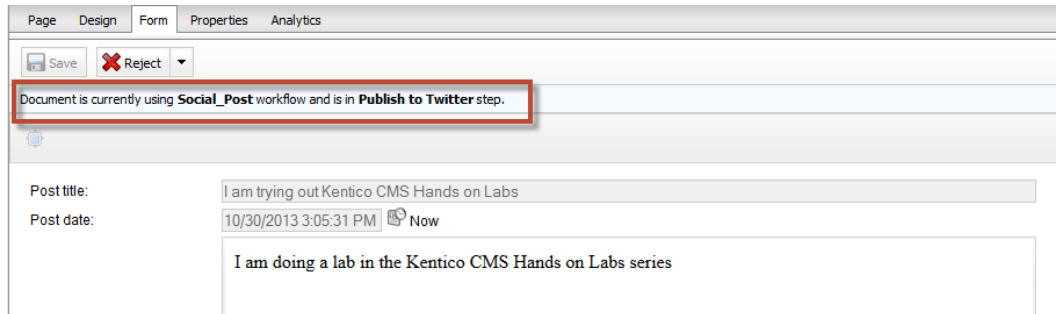 Page Design Form Properties Analytics
Save Reject
Document is currently using Social_Post workflow and is in Publish to Twitter step.
Post title: I am trying out Kentico CMS Hands on Labs
Post date: 10/30/2013 3:05:31 PM Now
I am doing a lab in the Kentico CMS Hands on Labs series